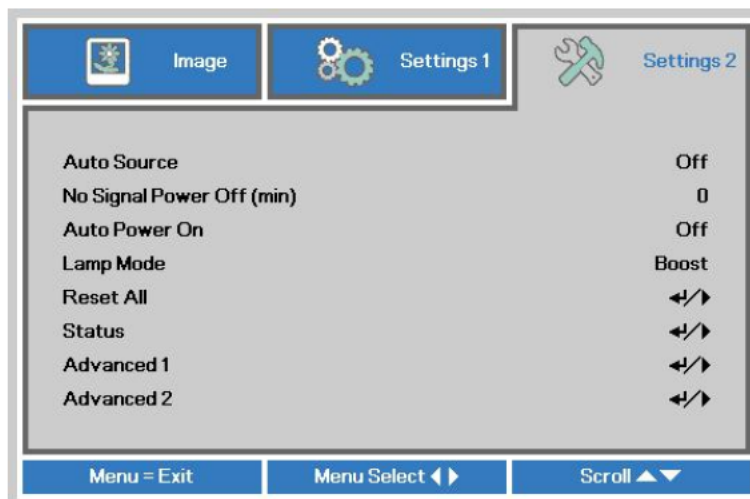 Image Settings 1 Settings 2
Auto Source Off
No Signal Power Off (min) 0
Auto Power On Off
Lamp Mode Boost
Reset All ↵/▶
Status ↵/▶
Advanced 1 ↵/▶
Advanced 2 ↵/▶
Menu = Exit Menu Select ◀▶ Scroll ▲▼